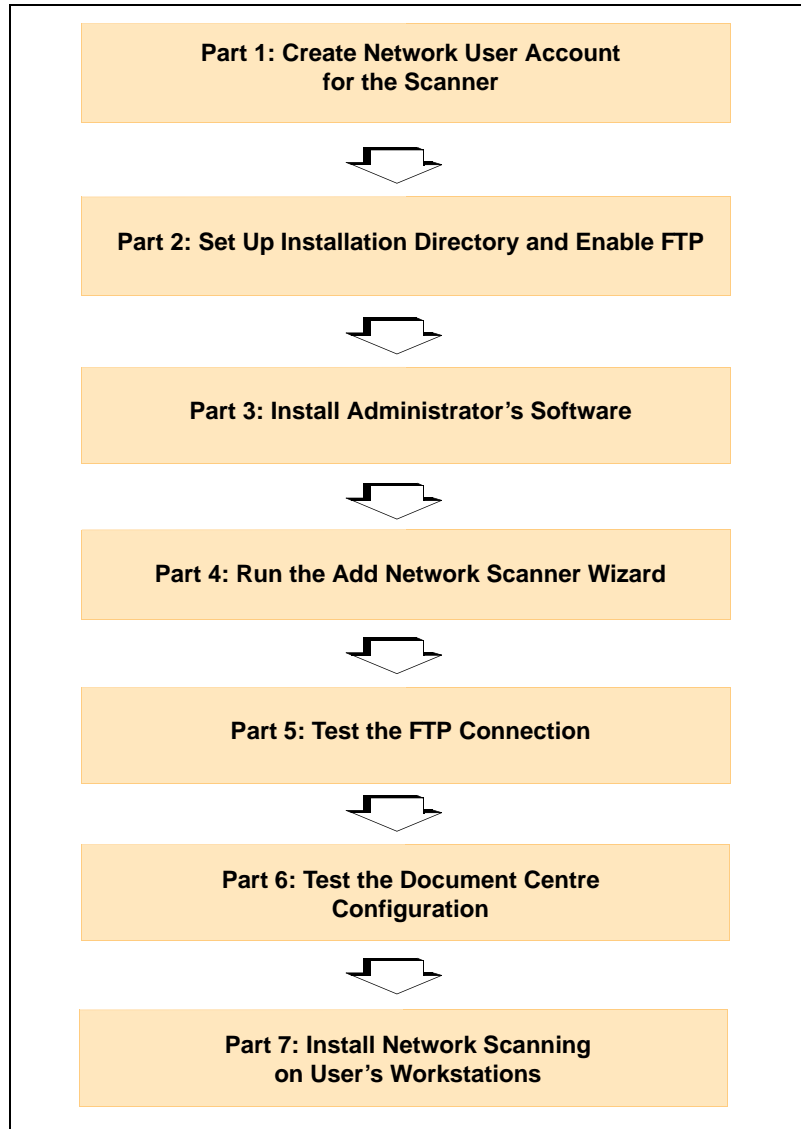 Part 1: Create Network User Account
for the Scanner
Part 2: Set Up Installation Directory and Enable FTP
Part 3: Install Administrator’s Software
Part 4: Run the Add Network Scanner Wizard
Part 5: Test the FTP Connection
Part 6: Test the Document Centre
Configuration
Part 7: Install Network Scanning
on User’s Workstations